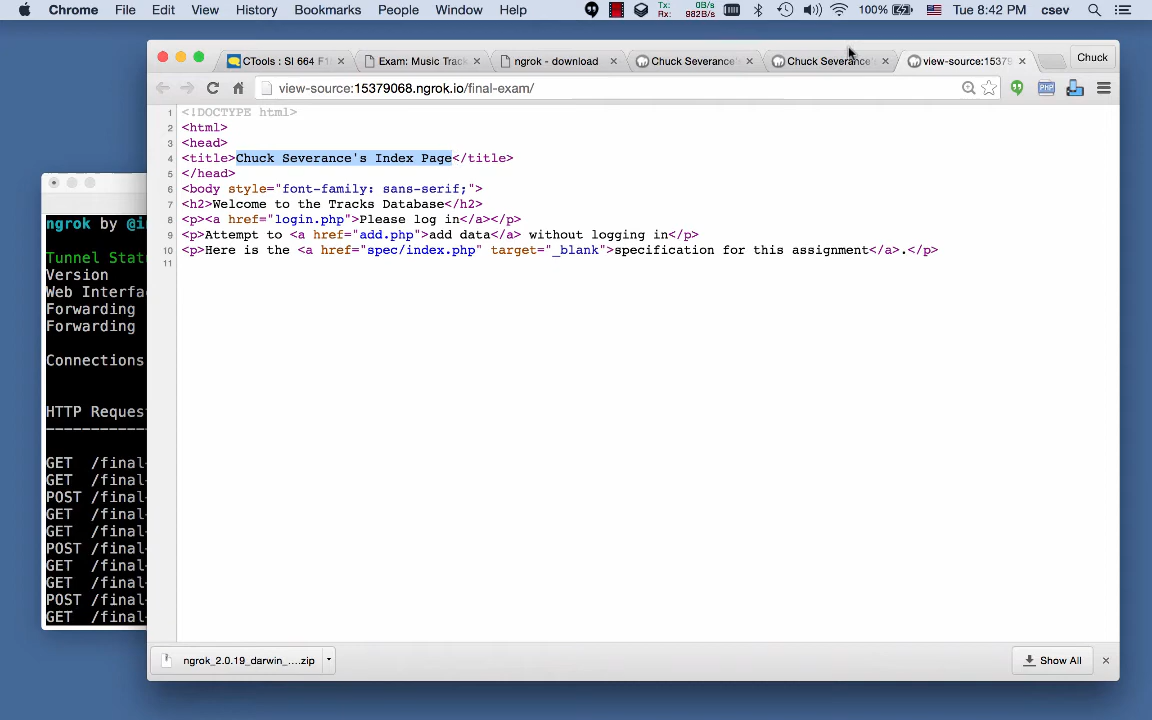 Chrome File Edit View History Bookmarks People Window Help Tx: 0B/s Rx: 982B/s 100% Tue 8:42 PM csev
CTools : SI 664 F1 Exam: Music Track ngrok - download Chuck Severance' Chuck Severance' view-source:15379 Chuck
view-source:15379068.ngrok.io/final-exam/ PHP
1 <!DOCTYPE html>
2 <html>
3 <head>
4 <title>Chuck Severance's Index Page</title>
5 </head>
6 <body style="font-family: sans-serif;">
7 <h2>Welcome to the Tracks Database</h2>
8 <p><a href="login.php">Please log in</a></p>
9 <p>Attempt to <a href="add.php">add data</a> without logging in</p>
10 <p>Here is the <a href="spec/index.php" target="_blank">specification for this assignment</a>.</p>
11
ngrok by @i
Tunnel Stat
Version
Web Interfa
Forwarding
Forwarding
Connections
HTTP Reques
GET /final
GET /final
POST /final
GET /final
GET /final
POST /final
GET /final
GET /final
POST /final
GET /final
ngrok_2.0.19_darwin_....zip Show All